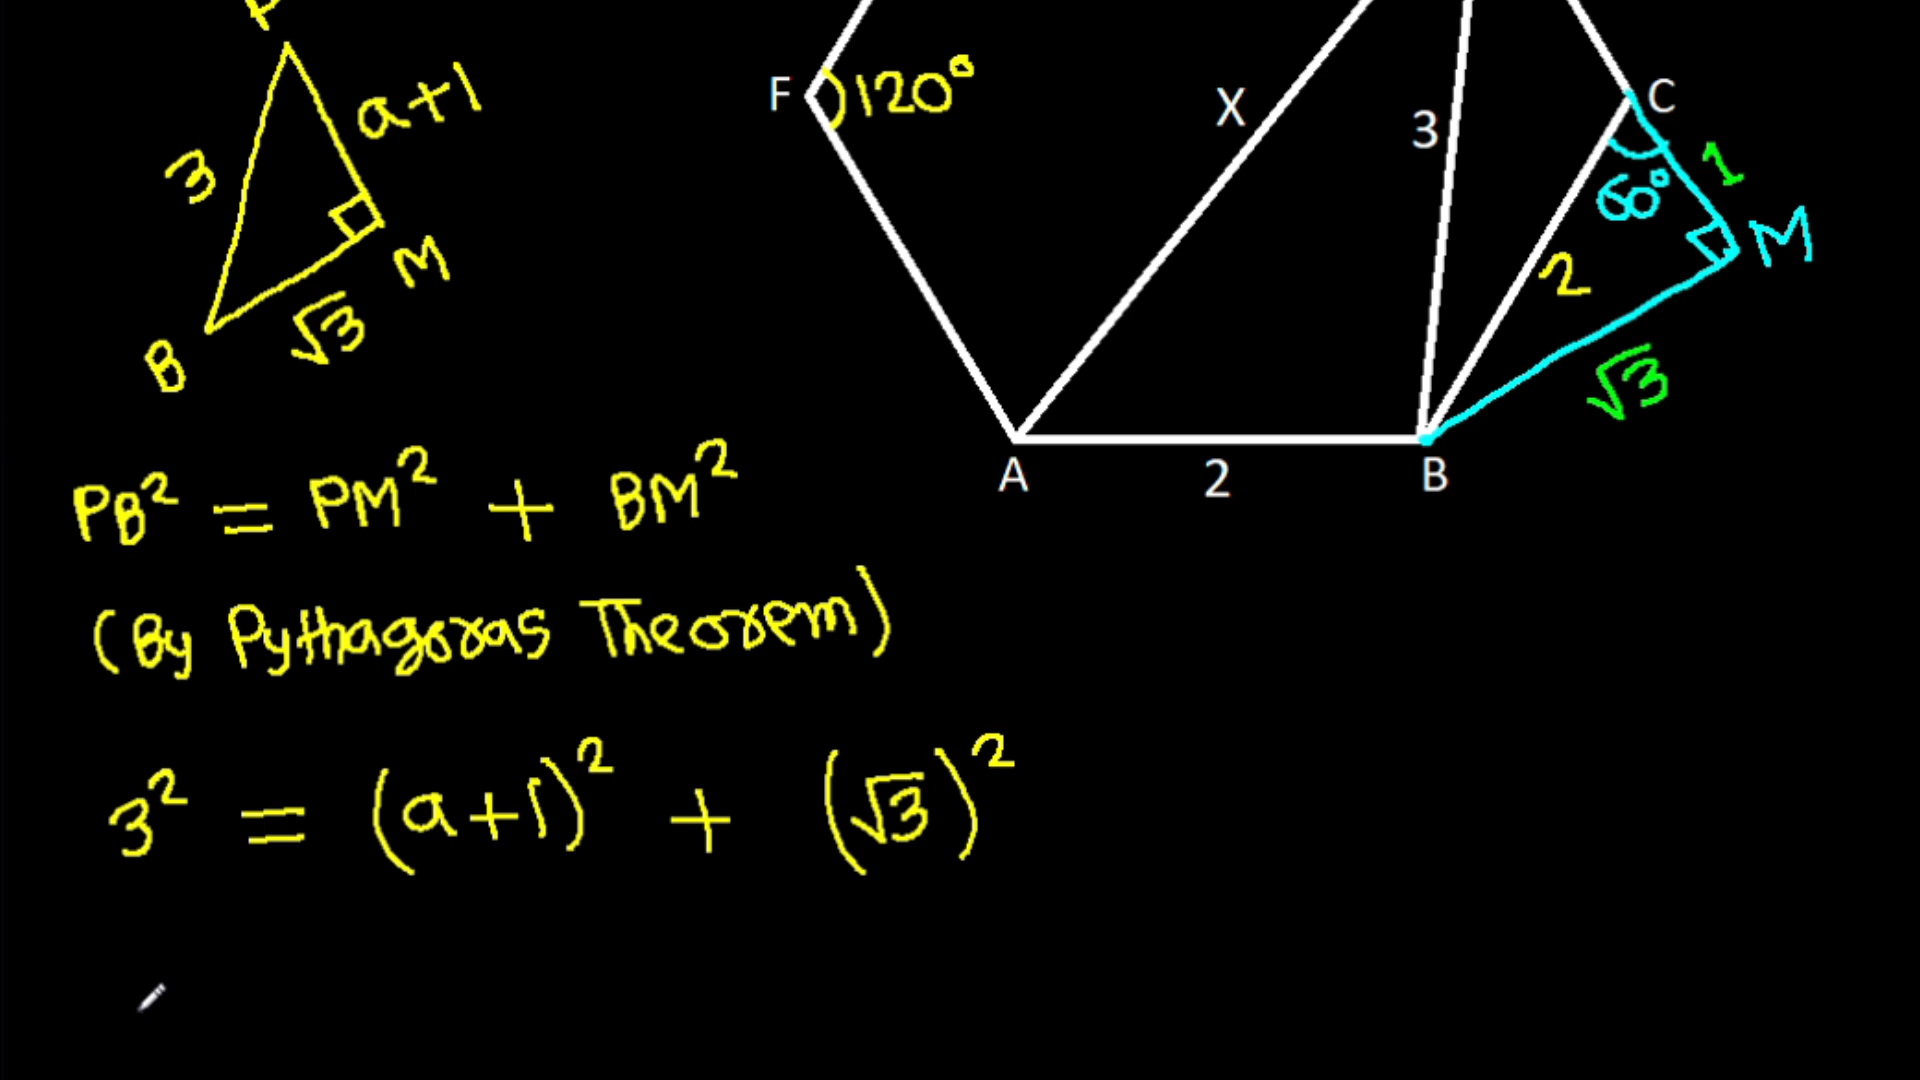 P
a+1
3
M
√3
B
F
120°
X
3
C
1
60°
M
2
√3
A
2
B
PB² = PM² + BM²
(By Pythagoras Theorem)
3² = (a+1)² + (√3)²